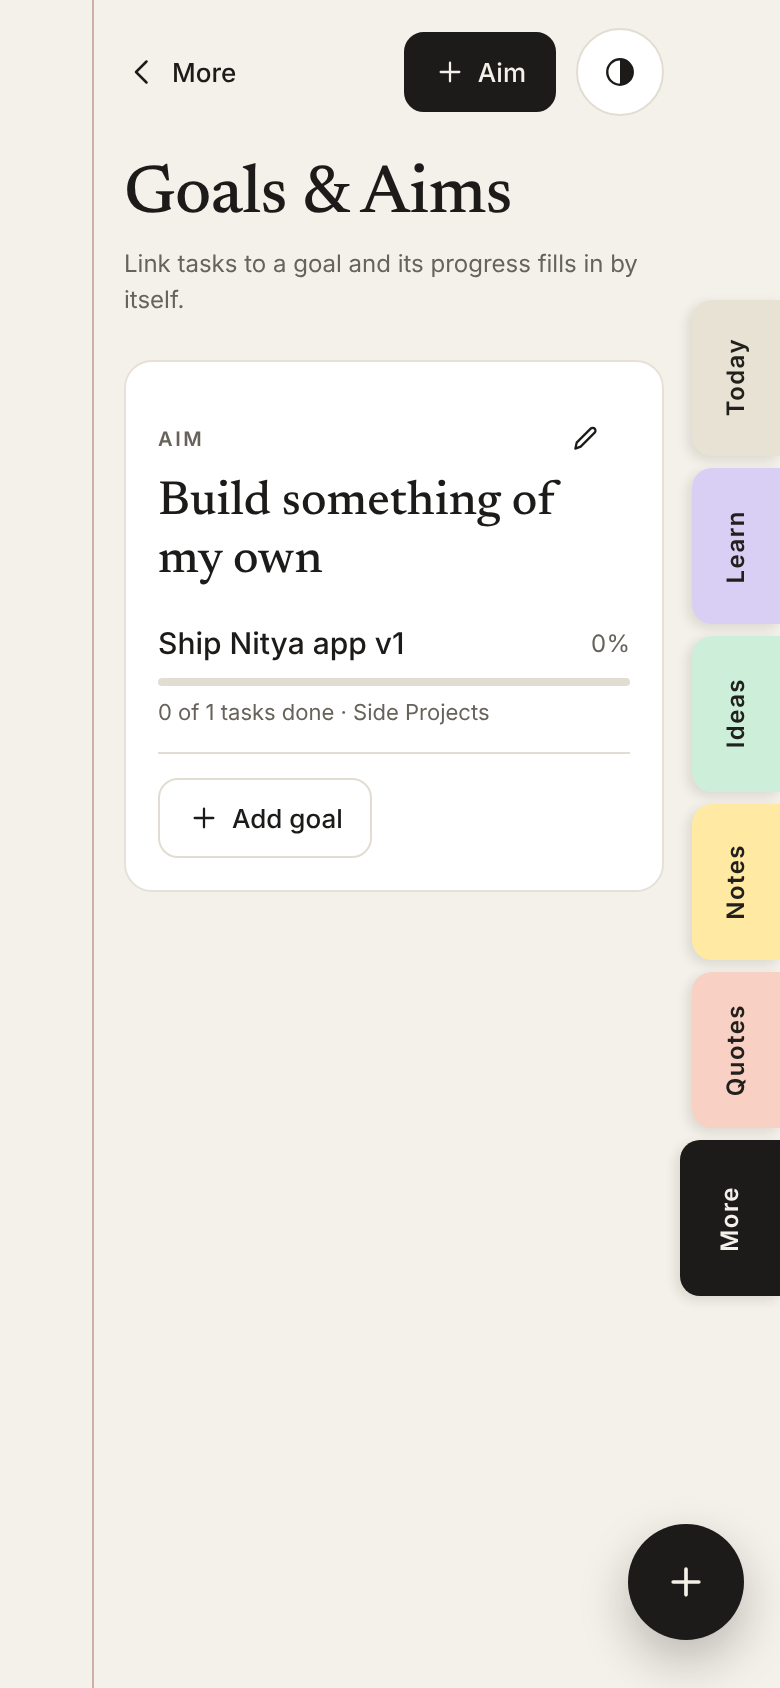 More
Aim
Goals & Aims
Link tasks to a goal and its progress fills in by
itself.
AIM
Build something of
my own
Ship Nitya app v1 0%
0 of 1 tasks done · Side Projects
Add goal
Today
Learn
Ideas
Notes
Quotes
More